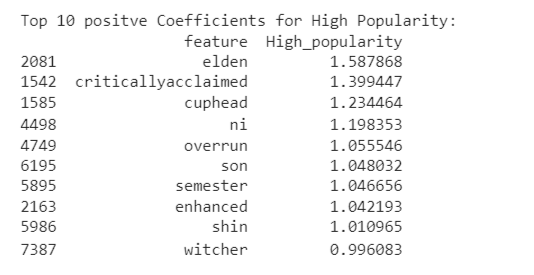 Top 10 positve Coefficients for High Popularity:
feature High_popularity
2081 elden 1.587868
1542 criticallyacclaimed 1.399447
1585 cuphead 1.234464
4498 ni 1.198353
4749 overrun 1.055546
6195 son 1.048032
5895 semester 1.046656
2163 enhanced 1.042193
5986 shin 1.010965
7387 witcher 0.996083